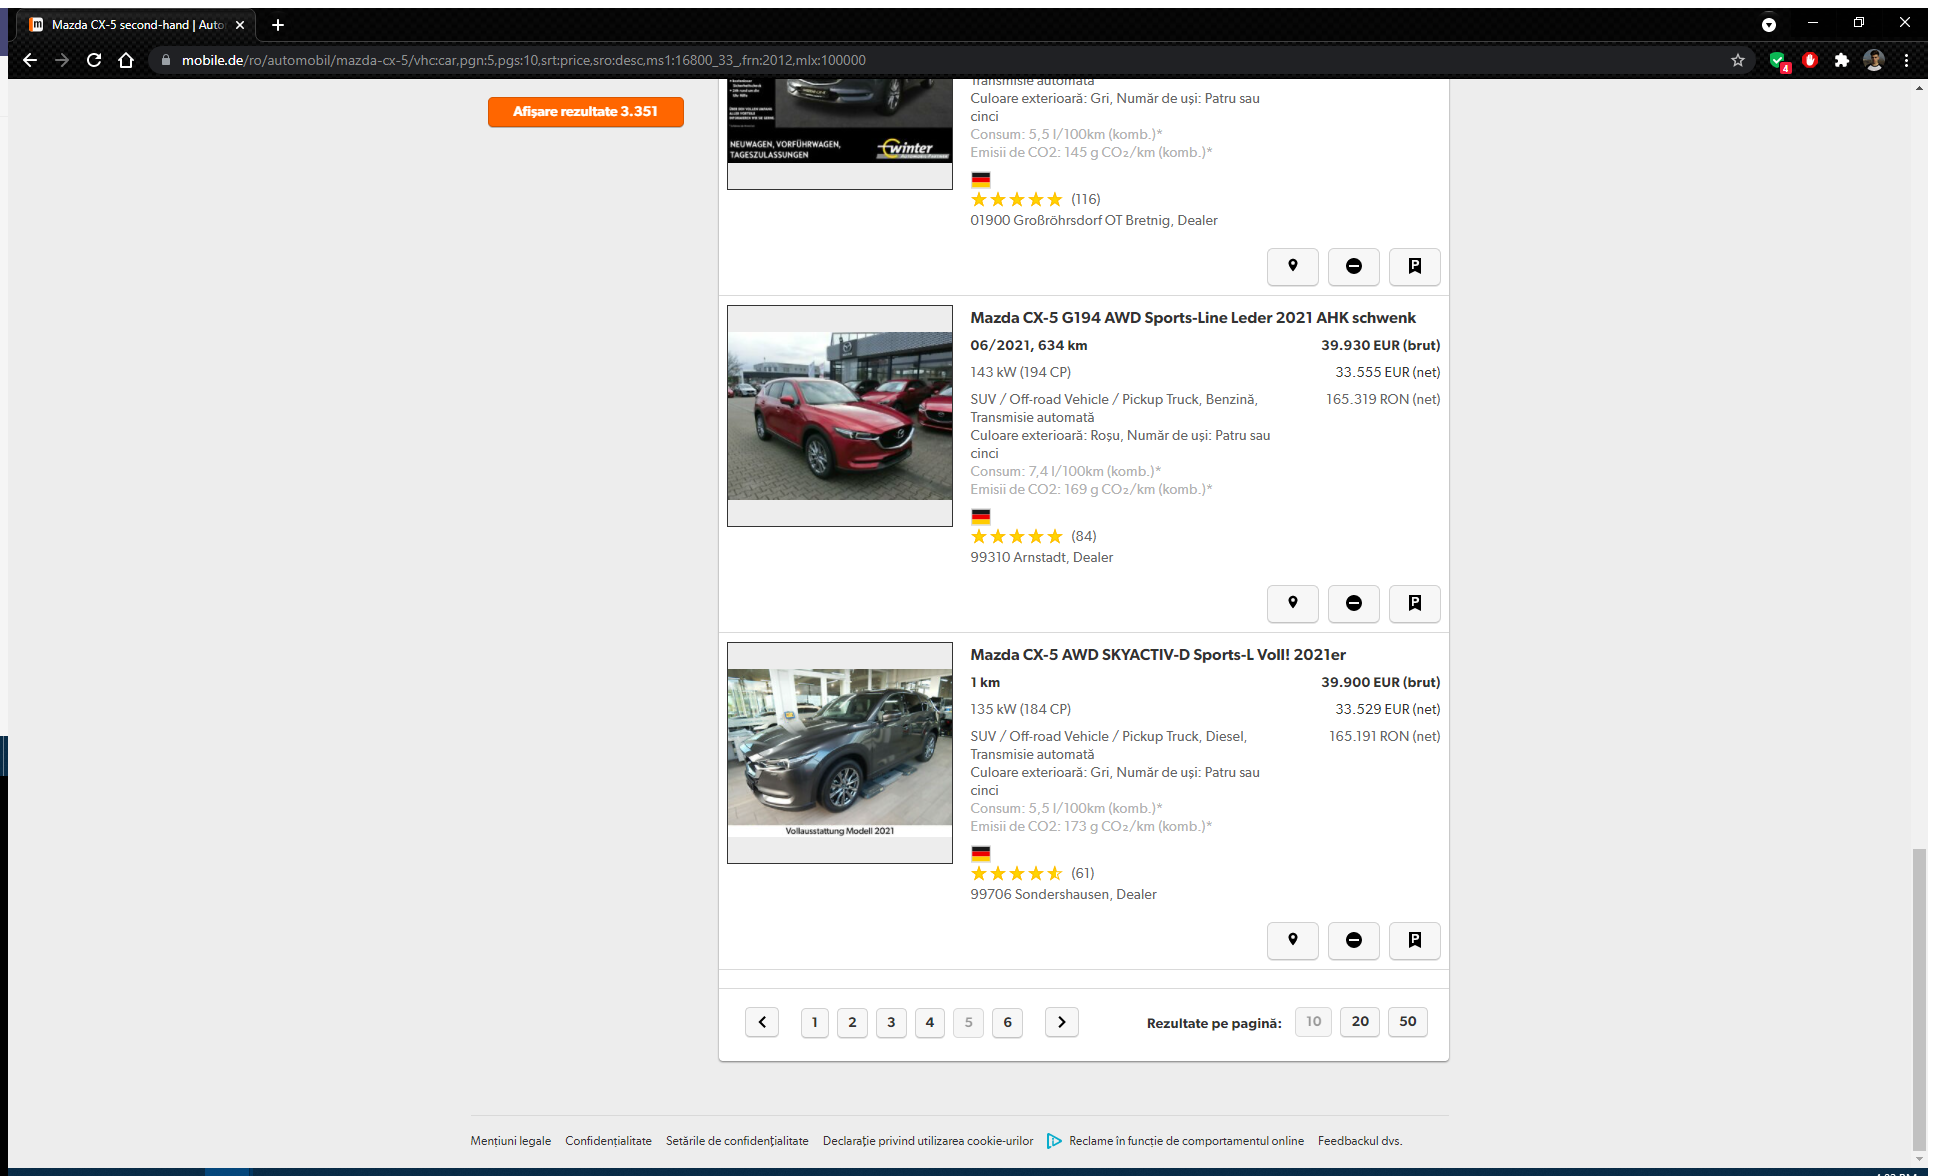 Mazda CX-5 second-hand | Auto
mobile.de/ro/automobil/mazda-cx-5/vhc:car,pgn:5,pgs:10,srt:price,sro:desc,ms1:16800_33_,frn:2012,mlx:100000
4
Afișare rezultate 3.351
NEUWAGEN, VORFÜHRWAGEN,
TAGESZULASSUNGEN
winter
Transmisie automată
Culoare exterioară: Gri, Număr de uși: Patru sau
cinci
Consum: 5,5 l/100km (komb.)*
Emisii de CO2: 145 g CO₂/km (komb.)*
(116)
01900 Großröhrsdorf OT Bretnig, Dealer
Mazda CX-5 G194 AWD Sports-Line Leder 2021 AHK schwenk
06/2021, 634 km
39.930 EUR (brut)
143 kW (194 CP)
33.555 EUR (net)
SUV / Off-road Vehicle / Pickup Truck, Benzină,
165.319 RON (net)
Transmisie automată
Culoare exterioară: Roșu, Număr de uși: Patru sau
cinci
Consum: 7,4 l/100km (komb.)*
Emisii de CO2: 169 g CO₂/km (komb.)*
(84)
99310 Arnstadt, Dealer
Mazda CX-5 AWD SKYACTIV-D Sports-L Voll! 2021er
1 km
39.900 EUR (brut)
135 kW (184 CP)
33.529 EUR (net)
SUV / Off-road Vehicle / Pickup Truck, Diesel,
165.191 RON (net)
Transmisie automată
Culoare exterioară: Gri, Număr de uși: Patru sau
cinci
Consum: 5,5 l/100km (komb.)*
Emisii de CO2: 173 g CO₂/km (komb.)*
Vollausstattung Modell 2021
(61)
99706 Sondershausen, Dealer
1 2 3 4 5 6
Rezultate pe pagină: 10 20 50
Mențiuni legale Confidențialitate Setările de confidențialitate Declarație privind utilizarea cookie-urilor Reclame în funcție de comportamentul online Feedbackul dvs.